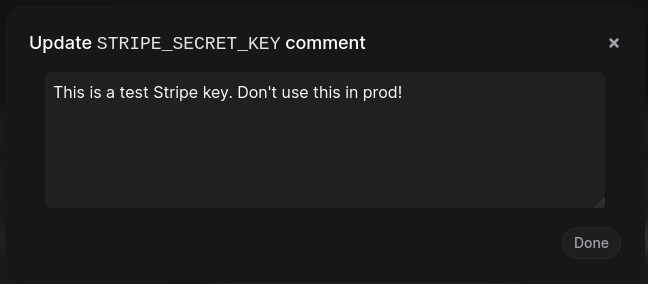 Update STRIPE_SECRET_KEY comment
This is a test Stripe key. Don't use this in prod!
Done